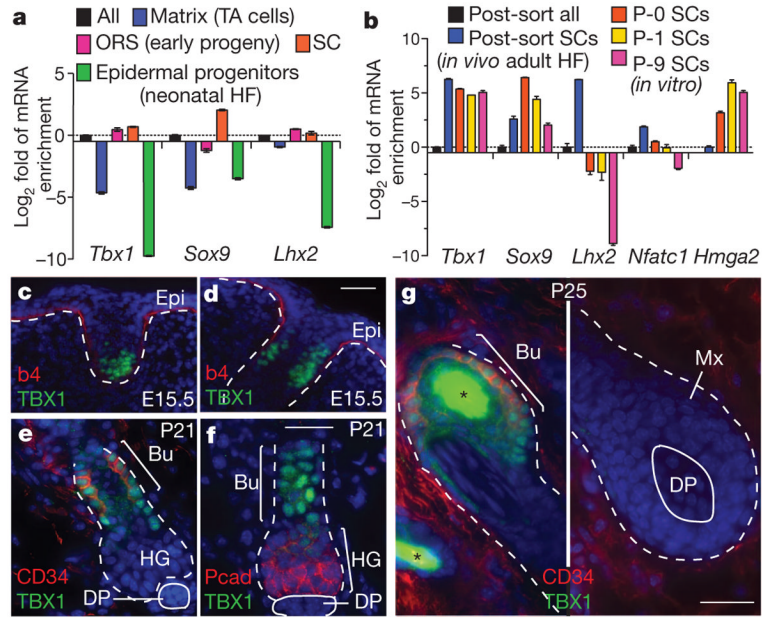 a
All Matrix (TA cells)
ORS (early progeny) SC
Epidermal progitors
(neonatal HF)
Log2 fold of mRNA
enrichment
5
0
−5
−10
Tbx1 Sox9 Lhx2
b
Post-sort all
Post-sort SCs
(in vivo adult HF)
P-0 SCs
P-1 SCs
P-9 SCs
(in vitro)
Log2 fold of mRNA
enrichment
10
5
0
−5
−10
Tbx1 Sox9 Lhx2 Nfatc1 Hmga2
c
Epi
b4
TBX1
E15.5
d
Epi
b4
TBX1
E15.5
e
P21
Bu
HG
CD34
TBX1
DP
f
P21
Bu
HG
Pcad
TBX1
DP
g
P25
Bu
Mx
DP
*
*
CD34
TBX1